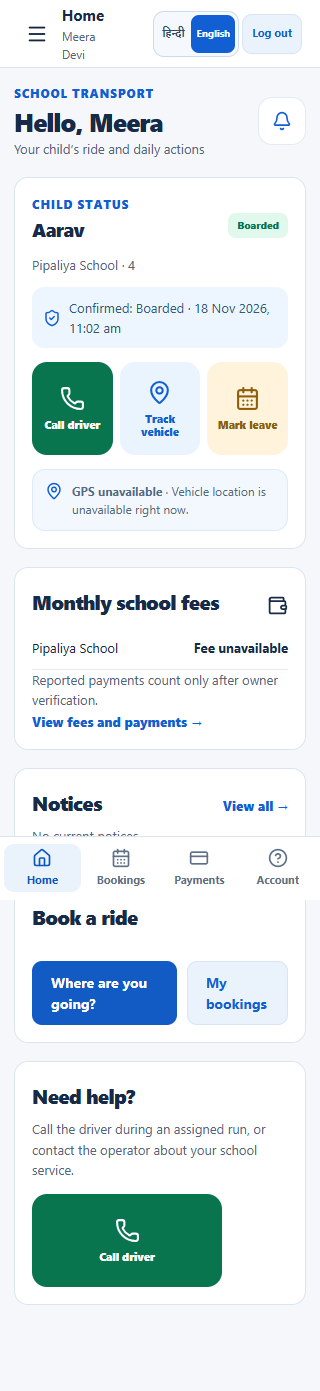 Home
Meera
Devi
हिन्दी
English
Log out
SCHOOL TRANSPORT
Hello, Meera
Your child's ride and daily actions
CHILD STATUS
Aarav
Boarded
Pipaliya School · 4
Confirmed: Boarded · 18 Nov 2026,
11:02 am
Call driver
Track
vehicle
Mark leave
GPS unavailable · Vehicle location is
unavailable right now.
Monthly school fees
Pipaliya School
Fee unavailable
Reported payments count only after owner
verification.
View fees and payments →
Notices
View all →
No current notices
Home
Bookings
Payments
Account
Book a ride
Where are you
going?
My
bookings
Need help?
Call the driver during an assigned run, or
contact the operator about your school
service.
Call driver